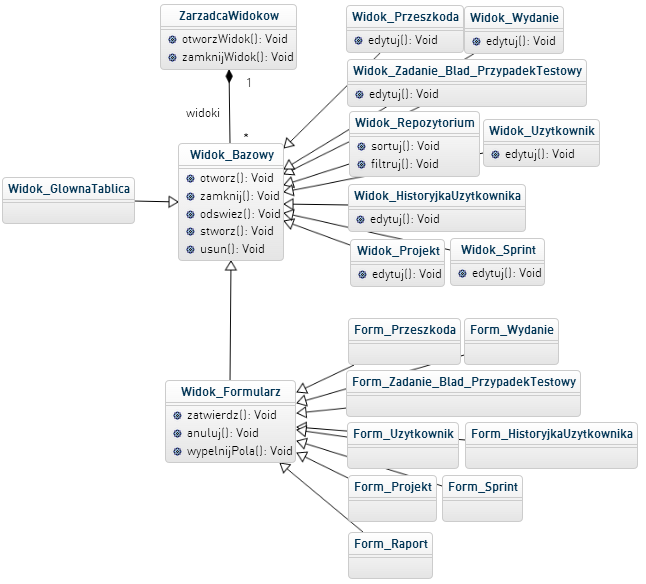 ZarzadcaWidokow
otworzWidok(): Void
zamknijWidok(): Void
1
widoki
*
Widok_Bazowy
otworz(): Void
zamknij(): Void
odswiez(): Void
stworz(): Void
usun(): Void
Widok_GlownaTablica
Widok_Przeszkoda
edytuj(): Void
Widok_Wydanie
edytuj(): Void
Widok_Zadanie_Blad_PrzypadekTestowy
edytuj(): Void
Widok_Repozytorium
sortuj(): Void
filtruj(): Void
Widok_Uzytkownik
edytuj(): Void
Widok_HistoryjkaUzytkownika
edytuj(): Void
Widok_Projekt
edytuj(): Void
Widok_Sprint
edytuj(): Void
Widok_Formularz
zatwierdz(): Void
anuluj(): Void
wypelnijPola(): Void
Form_Przeszkoda
Form_Wydanie
Form_Zadanie_Blad_PrzypadekTestowy
Form_Uzytkownik
Form_HistoryjkaUzytkownika
Form_Projekt
Form_Sprint
Form_Raport